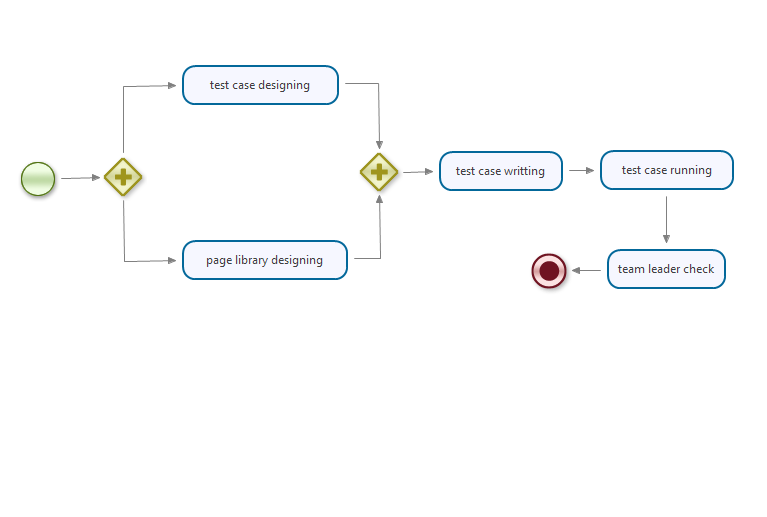 test case designing
page library designing
test case writting
test case running
team leader check